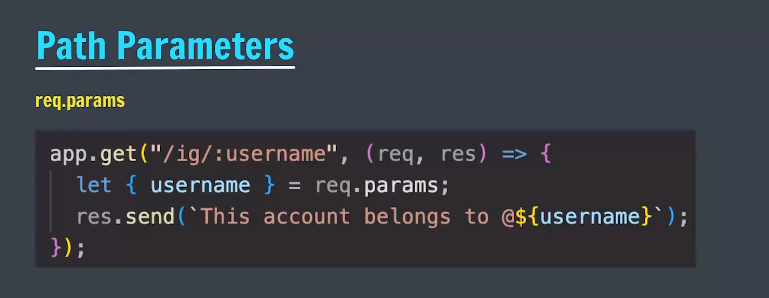 Path Parameters
req.params
app.get("/ig/:username", (req, res) => {
  let { username } = req.params;
  res.send(`This account belongs to @${username}`);
});